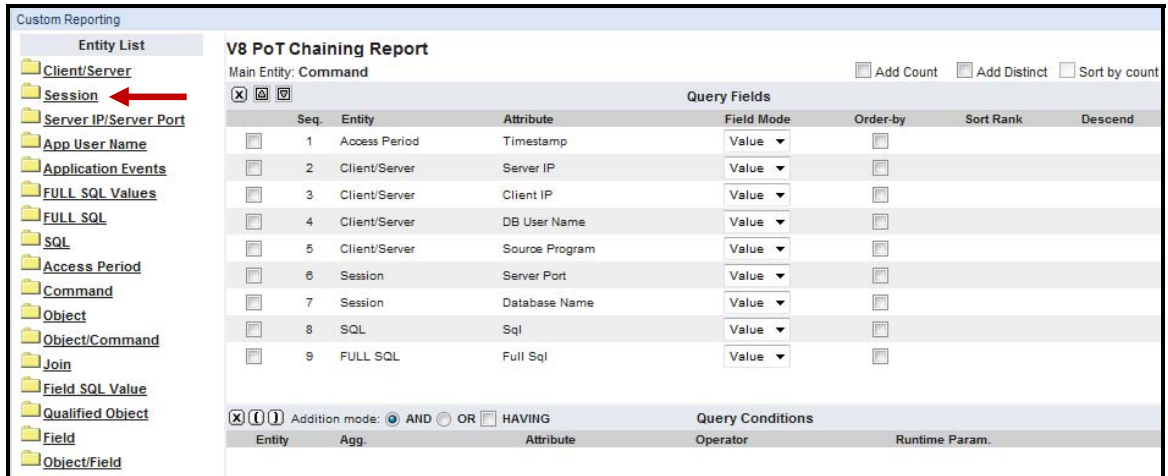 Custom Reporting
Entity List
Client/Server
Session
Server IP/Server Port
App User Name
Application Events
FULL SQL Values
FULL SQL
SQL
Access Period
Command
Object
Object/Command
Join
Field SQL Value
Qualified Object
Field
Object/Field
V8 PoT Chaining Report
Main Entity: Command Add Count Add Distinct Sort by count
Query Fields
Seq. Entity Attribute Field Mode Order-by Sort Rank Descend
1 Access Period Timestamp Value
2 Client/Server Server IP Value
3 Client/Server Client IP Value
4 Client/Server DB User Name Value
5 Client/Server Source Program Value
6 Session Server Port Value
7 Session Database Name Value
8 SQL Sql Value
9 FULL SQL Full Sql Value
X ( ) Addition mode: AND OR HAVING Query Conditions
Entity Agg. Attribute Operator Runtime Param.